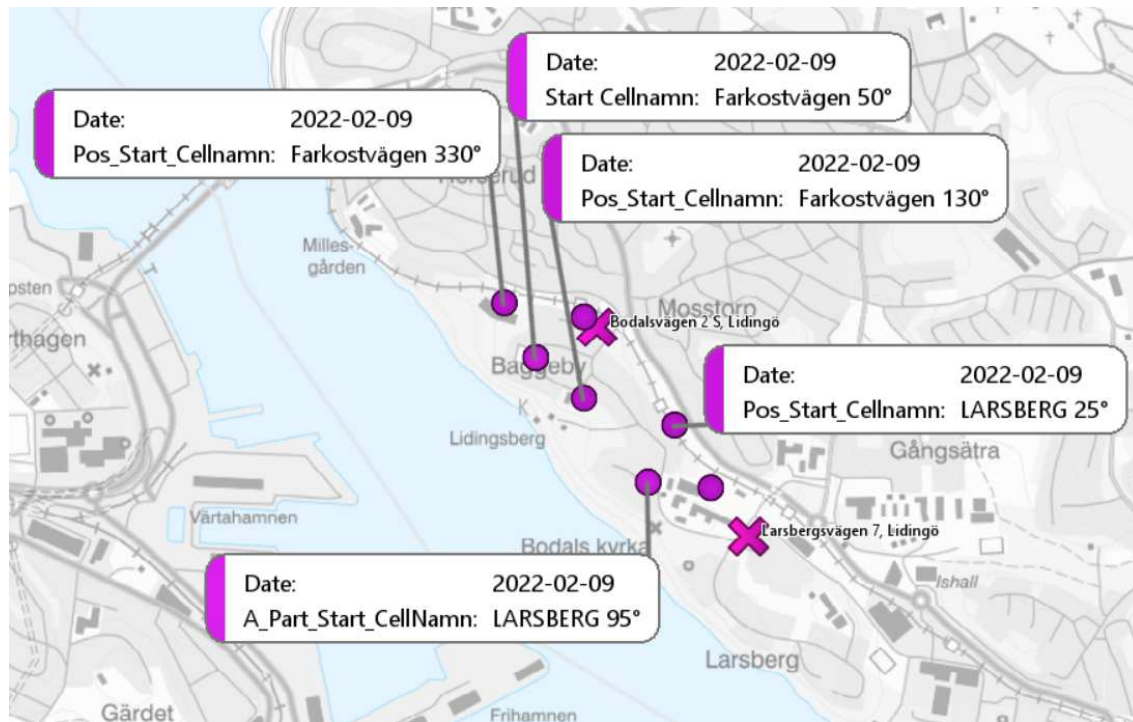 Date: 2022-02-09
Start Cellnamn: Farkostvägen 50°
Date: 2022-02-09
Pos_Start_Cellnamn: Farkostvägen 330°
Date: 2022-02-09
Pos_Start_Cellnamn: Farkostvägen 130°
Milles-
gården
Mosstorp
Bodalsvägen 2 S, Lidingö
Baggeby
K
Lidingsberg
Date: 2022-02-09
Pos_Start_Cellnamn: LARSBERG 25°
Gångsätra
Värtahamnen
Larsbergsvägen 7, Lidingö
Bodals kyrka
Ishall
Date: 2022-02-09
A_Part_Start_CellNamn: LARSBERG 95°
Larsberg
Gärdet
Frihamnen